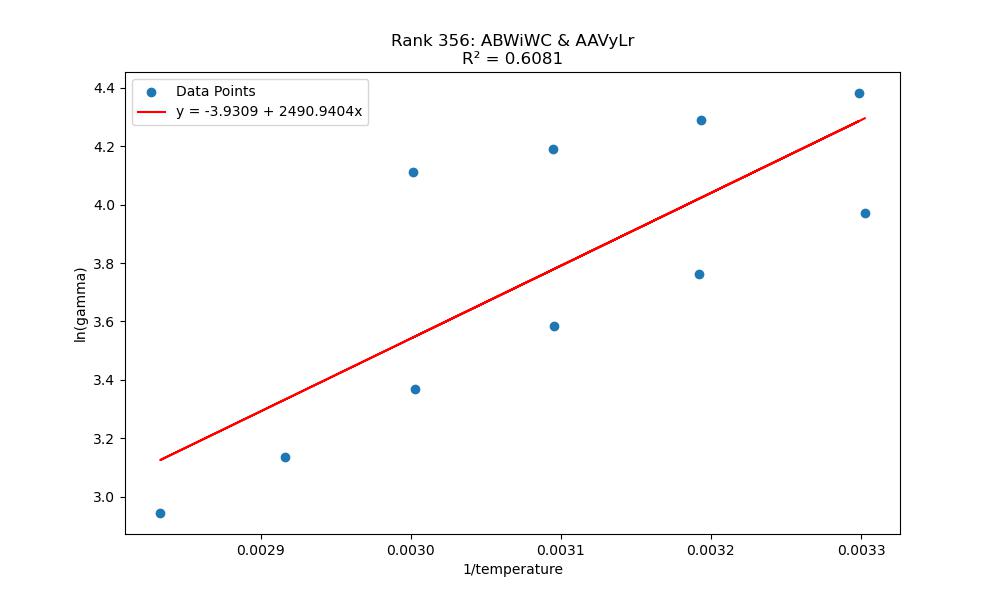 Rank 356: ABWiWC & AAVyLr
R² = 0.6081
Data Points
y = -3.9309 + 2490.9404x
4.4
4.2
4.0
3.8
3.6
3.4
3.2
3.0
ln(gamma)
0.0029
0.0030
0.0031
0.0032
0.0033
1/temperature